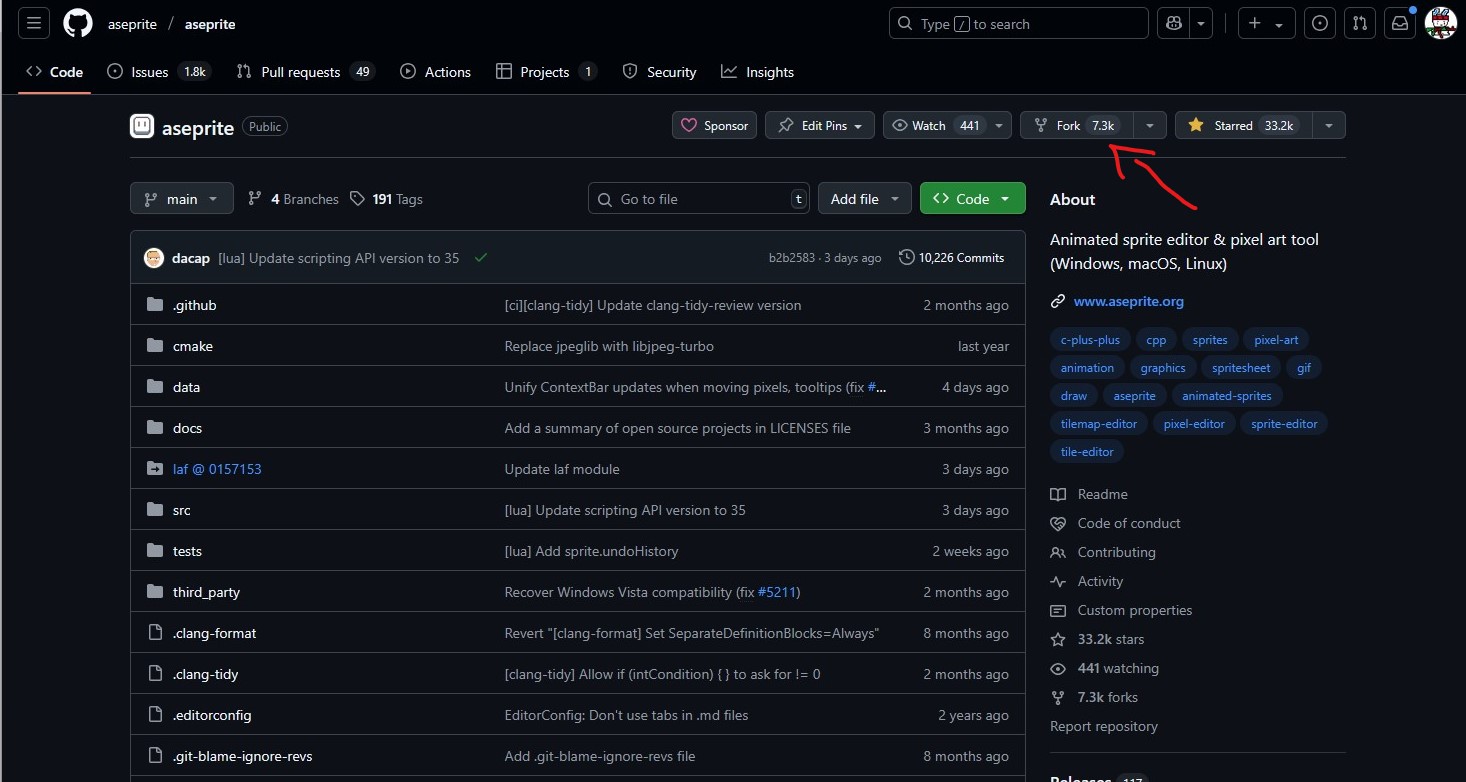 aseprite / aseprite Type / to search
Code Issues 1.8k Pull requests 49 Actions Projects 1 Security Insights
aseprite Public Sponsor Edit Pins Watch 441 Fork 7.3k Starred 33.2k
main 4 Branches 191 Tags Go to file t Add file Code
dacap [lua] Update scripting API version to 35 b2b2583 · 3 days ago 10,226 Commits
.github [ci][clang-tidy] Update clang-tidy-review version 2 months ago
cmake Replace jpeglib with libjpeg-turbo last year
data Unify ContextBar updates when moving pixels, tooltips (fix #... 4 days ago
docs Add a summary of open source projects in LICENSES file 3 months ago
laf @ 0157153 Update laf module 3 days ago
src [lua] Update scripting API version to 35 3 days ago
tests [lua] Add sprite.undoHistory 2 weeks ago
third_party Recover Windows Vista compatibility (fix #5211) 2 months ago
.clang-format Revert "[clang-format] Set SeparateDefinitionBlocks=Always" 8 months ago
.clang-tidy [clang-tidy] Allow if (intCondition) { } to ask for != 0 2 months ago
.editorconfig EditorConfig: Don't use tabs in .md files 2 years ago
.git-blame-ignore-revs Add .git-blame-ignore-revs file 8 months ago
About
Animated sprite editor & pixel art tool
(Windows, macOS, Linux)
www.aseprite.org
c-plus-plus cpp sprites pixel-art
animation graphics spritesheet gif
draw aseprite animated-sprites
tilemap-editor pixel-editor sprite-editor
tile-editor
Readme
Code of conduct
Contributing
Activity
Custom properties
33.2k stars
441 watching
7.3k forks
Report repository
Releases 117